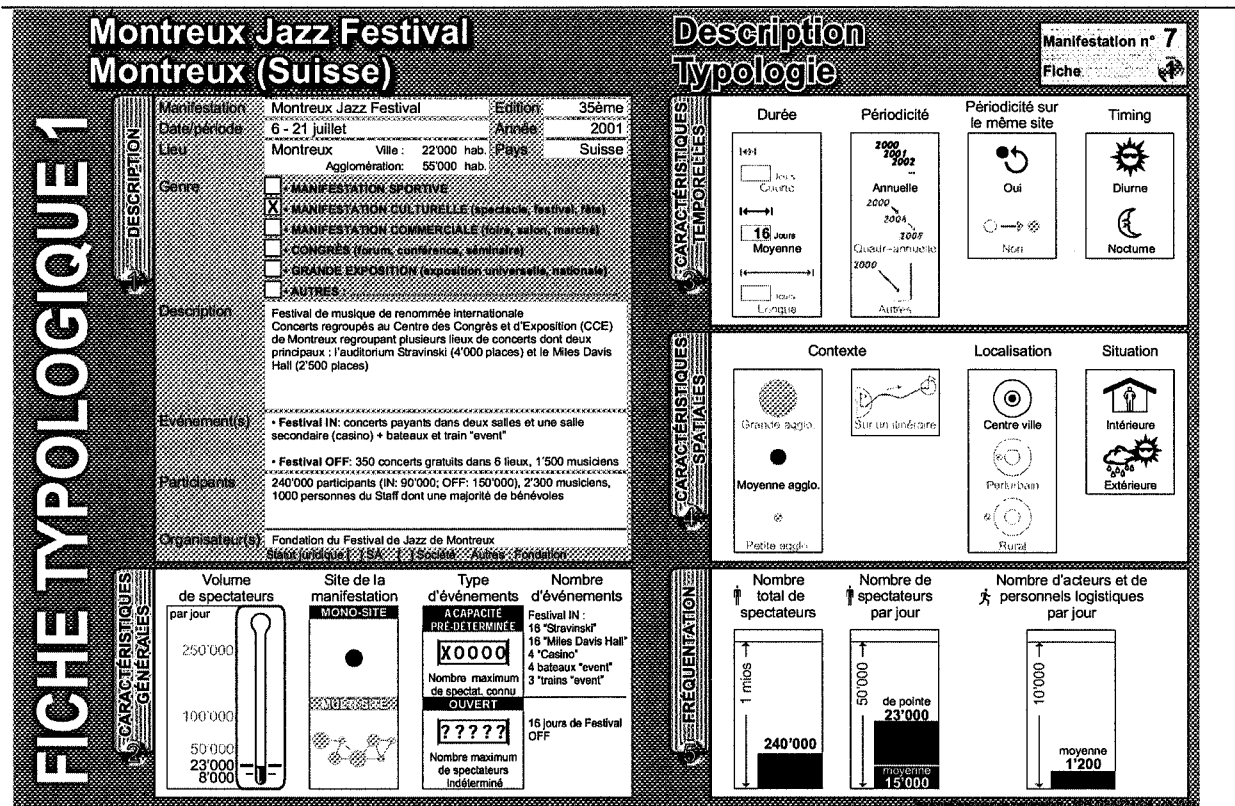 Montreux Jazz Festival
Montreux (Suisse)
Description
Typologie
Manifestation n° 7
Fiche 1
FICHE TYPOLOGIQUE 1
1 DESCRIPTION
Manifestation Montreux Jazz Festival Edition 35ème
Date/période 6 - 21 juillet Année 2001
Lieu Montreux Ville : 22'000 hab. Pays Suisse
Agglomération: 55'000 hab.
Genre
• MANIFESTATION SPORTIVE
X • MANIFESTATION CULTURELLE (spectacle, festival, fête)
• MANIFESTATION COMMERCIALE (foire, salon, marché)
• CONGRÈS (forum, conférence, séminaire)
• GRANDE EXPOSITION (exposition universelle, nationale)
• AUTRES :
Description
Festival de musique de renommée internationale
Concerts regroupés au Centre des Congrès et d'Exposition (CCE)
de Montreux regroupant plusieurs lieux de concerts dont deux
principaux : l'auditorium Stravinski (4'000 places) et le Miles Davis
Hall (2'500 places)
Evénement(s)
• Festival IN: concerts payants dans deux salles et une salle
secondaire (casino) + bateaux et train "event"
• Festival OFF: 350 concerts gratuits dans 6 lieux, 1'500 musiciens
Participants
240'000 participants (IN: 90'000; OFF: 150'000), 2'300 musiciens,
1000 personnes du Staff dont une majorité de bénévoles
Organisateur(s) Fondation du Festival de Jazz de Montreux
Statut juridique [ ] SA [ ] Société Autres : Fondation
2 CARACTÉRISTIQUES
GÉNÉRALES
Volume
de spectateurs
par jour
250'000
100'000
50'000
23'000
8'000
Site de la
manifestation
MONO-SITE
MULTI-SITE
Type
d'événements
A CAPACITÉ
PRÉ-DÉTERMINÉE
X0000
Nombre maximum
de spectat. connu
OUVERT
?????
Nombre maximum
de spectateurs
indéterminé
Nombre
d'événements
Festival IN :
16 "Stravinski"
16 "Miles Davis Hall"
4 "Casino"
4 bateaux "event"
3 "trains "event"
16 jours de Festival
OFF
3 CARACTÉRISTIQUES
TEMPORELLES
Durée
Jours
Courte
16 Jours
Moyenne
Jours
Longue
Périodicité
2000
2001
2002
...
Annuelle
2000
2004
2008
Quadr-annuelle
2000
Autres
Périodicité sur
le même site
Oui
Non
Timing
Diurne
Nocturne
4 CARACTÉRISTIQUES
SPATIALES
Contexte
Grande agglo.
Moyenne agglo.
Petite agglo.
Sur un itinéraire
Localisation
Centre ville
Periurbain
Rural
Situation
Intérieure
Extérieure
5 FRÉQUENTATION
Nombre
total de
spectateurs
1 mios
240'000
Nombre de
spectateurs
par jour
50'000
de pointe
23'000
moyenne
15'000
Nombre d'acteurs et de
personnels logistiques
par jour
10'000
moyenne
1'200